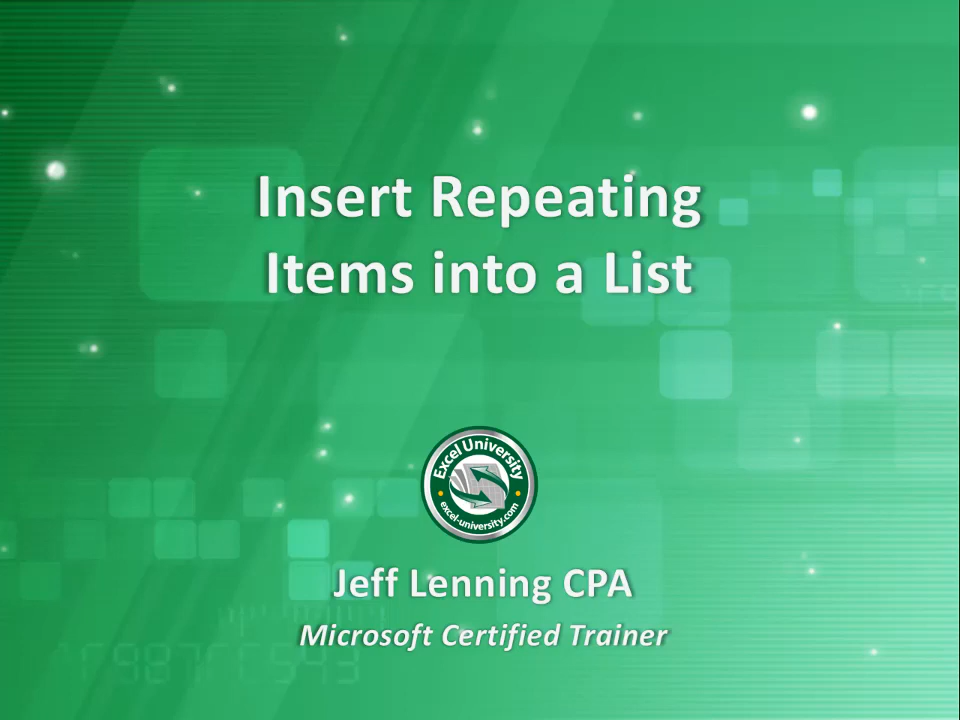 Insert Repeating
Items into a List
Excel University
excel-university.com
Jeff Lenning CPA
Microsoft Certified Trainer